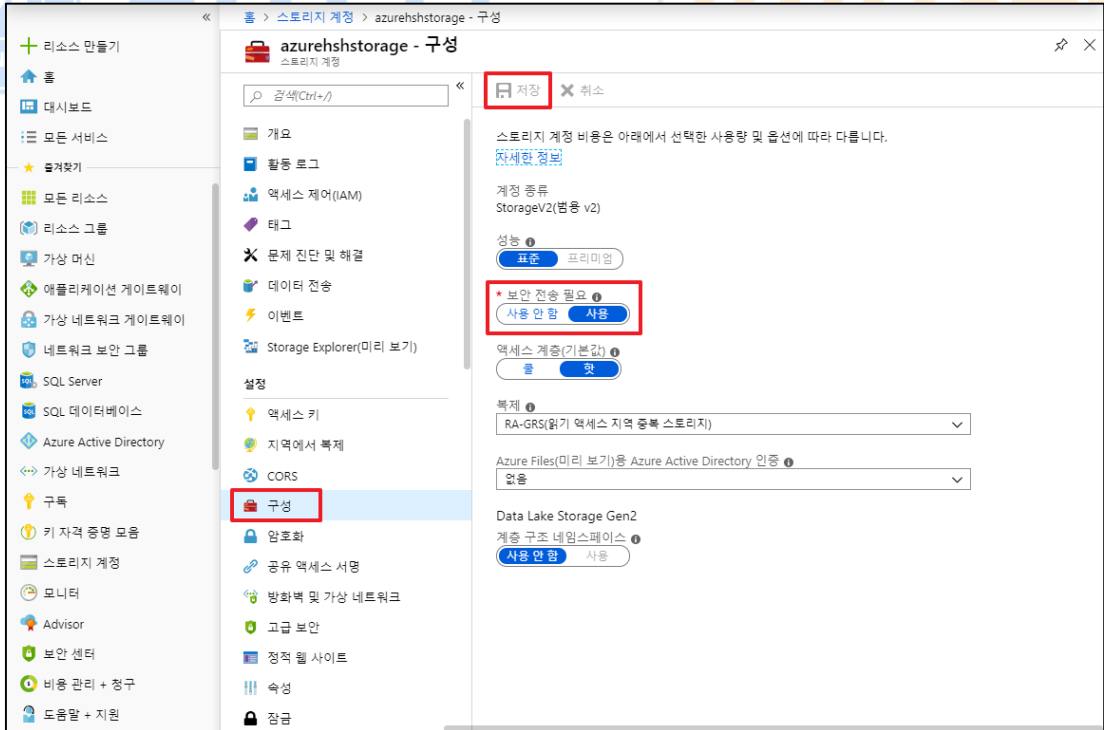 «
홈 > 스토리지 계정 > azurehshstorage - 구성
리소스 만들기
홈
대시보드
모든 서비스
즐겨찾기
모든 리소스
리소스 그룹
가상 머신
애플리케이션 게이트웨이
가상 네트워크 게이트웨이
네트워크 보안 그룹
SQL Server
SQL 데이터베이스
Azure Active Directory
가상 네트워크
구독
키 자격 증명 모음
스토리지 계정
모니터
Advisor
보안 센터
비용 관리 + 청구
도움말 + 지원
azurehshstorage - 구성
스토리지 계정
검색(Ctrl+/)
«
개요
활동 로그
액세스 제어(IAM)
태그
문제 진단 및 해결
데이터 전송
이벤트
Storage Explorer(미리 보기)
설정
액세스 키
지역에서 복제
CORS
구성
암호화
공유 액세스 서명
방화벽 및 가상 네트워크
고급 보안
정적 웹 사이트
속성
잠금
저장 취소
스토리지 계정 비용은 아래에서 선택한 사용량 및 옵션에 따라 다릅니다.
자세한 정보
계정 종류
StorageV2(범용 v2)
성능
표준 프리미엄
* 보안 전송 필요
사용 안 함 사용
액세스 계층(기본값)
쿨 핫
복제
RA-GRS(읽기 액세스 지역 중복 스토리지)
Azure Files(미리 보기)용 Azure Active Directory 인증
없음
Data Lake Storage Gen2
계층 구조 네임스페이스
사용 안 함 사용